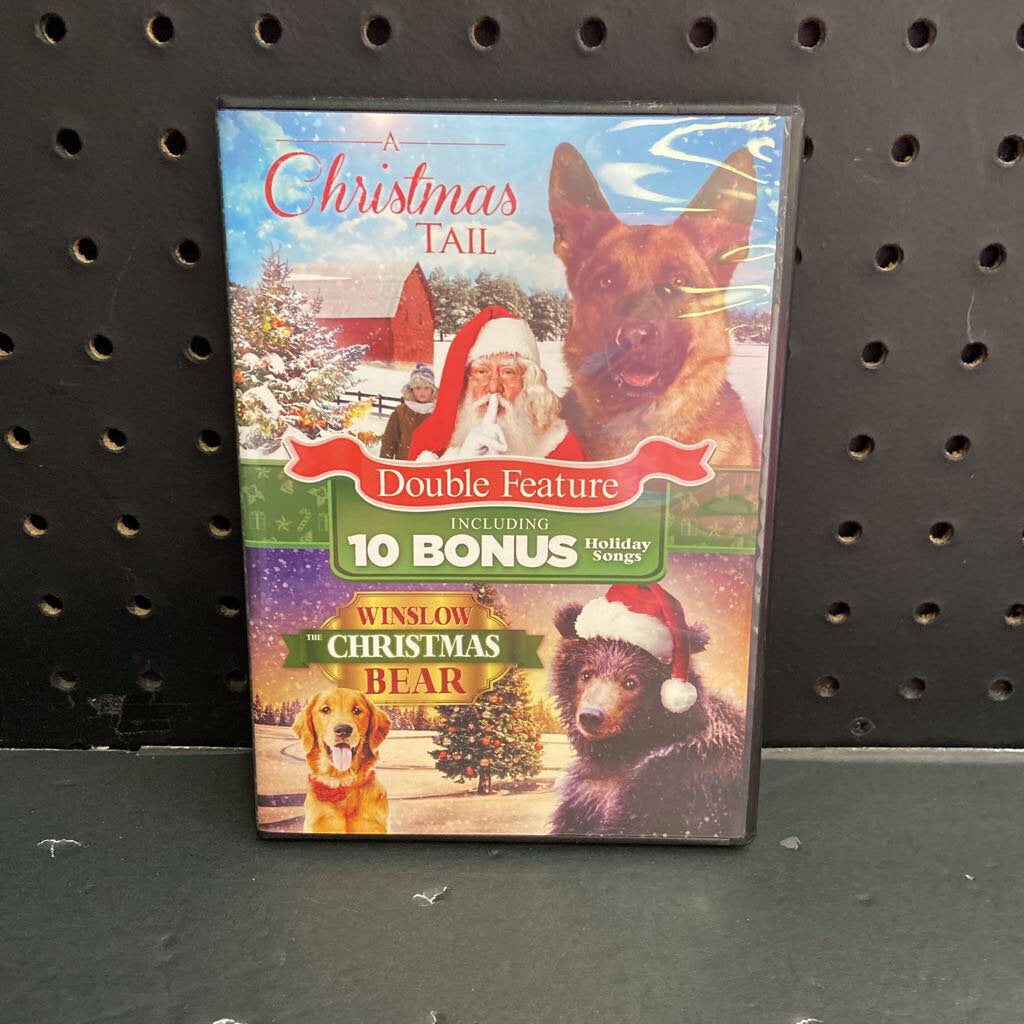 A
Christmas
TAIL
Double Feature
INCLUDING
10 BONUS Holiday Songs
WINSLOW
THE CHRISTMAS
BEAR